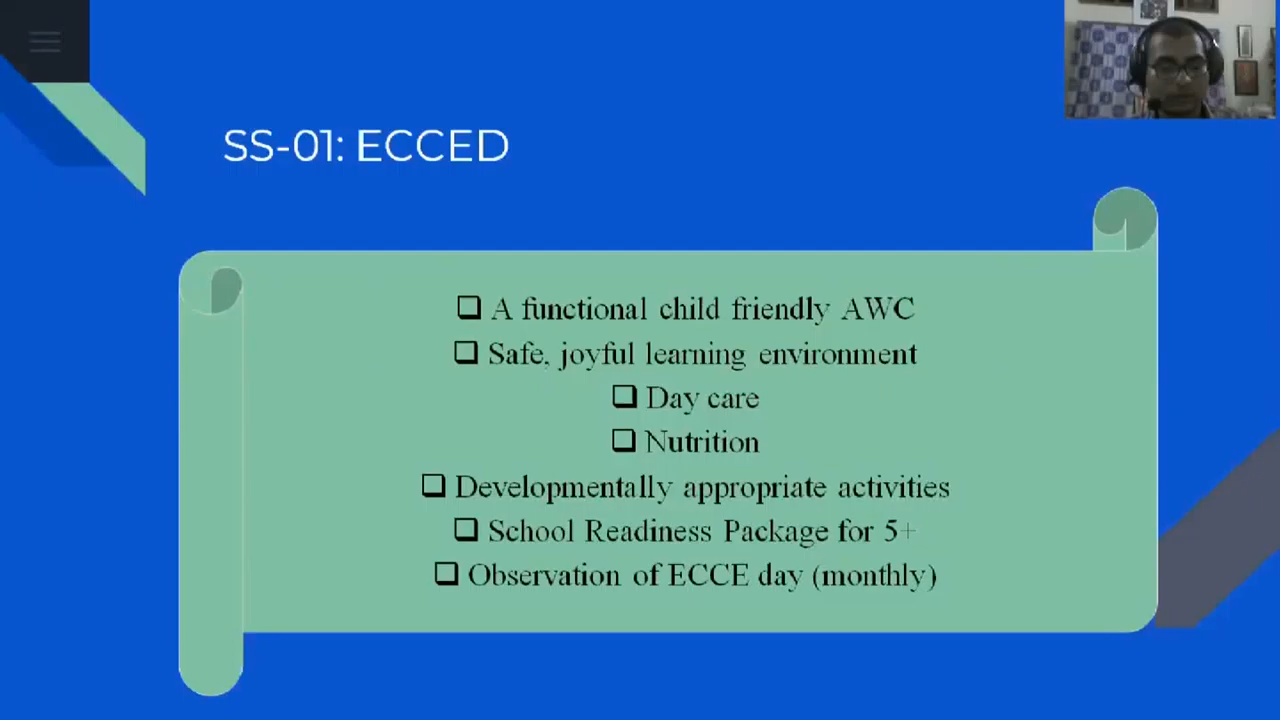 SS-01: ECCED
❑ A functional child friendly AWC
❑ Safe, joyful learning environment
❑ Day care
❑ Nutrition
❑ Developmentally appropriate activities
❑ School Readiness Package for 5+
❑ Observation of ECCE day (monthly)